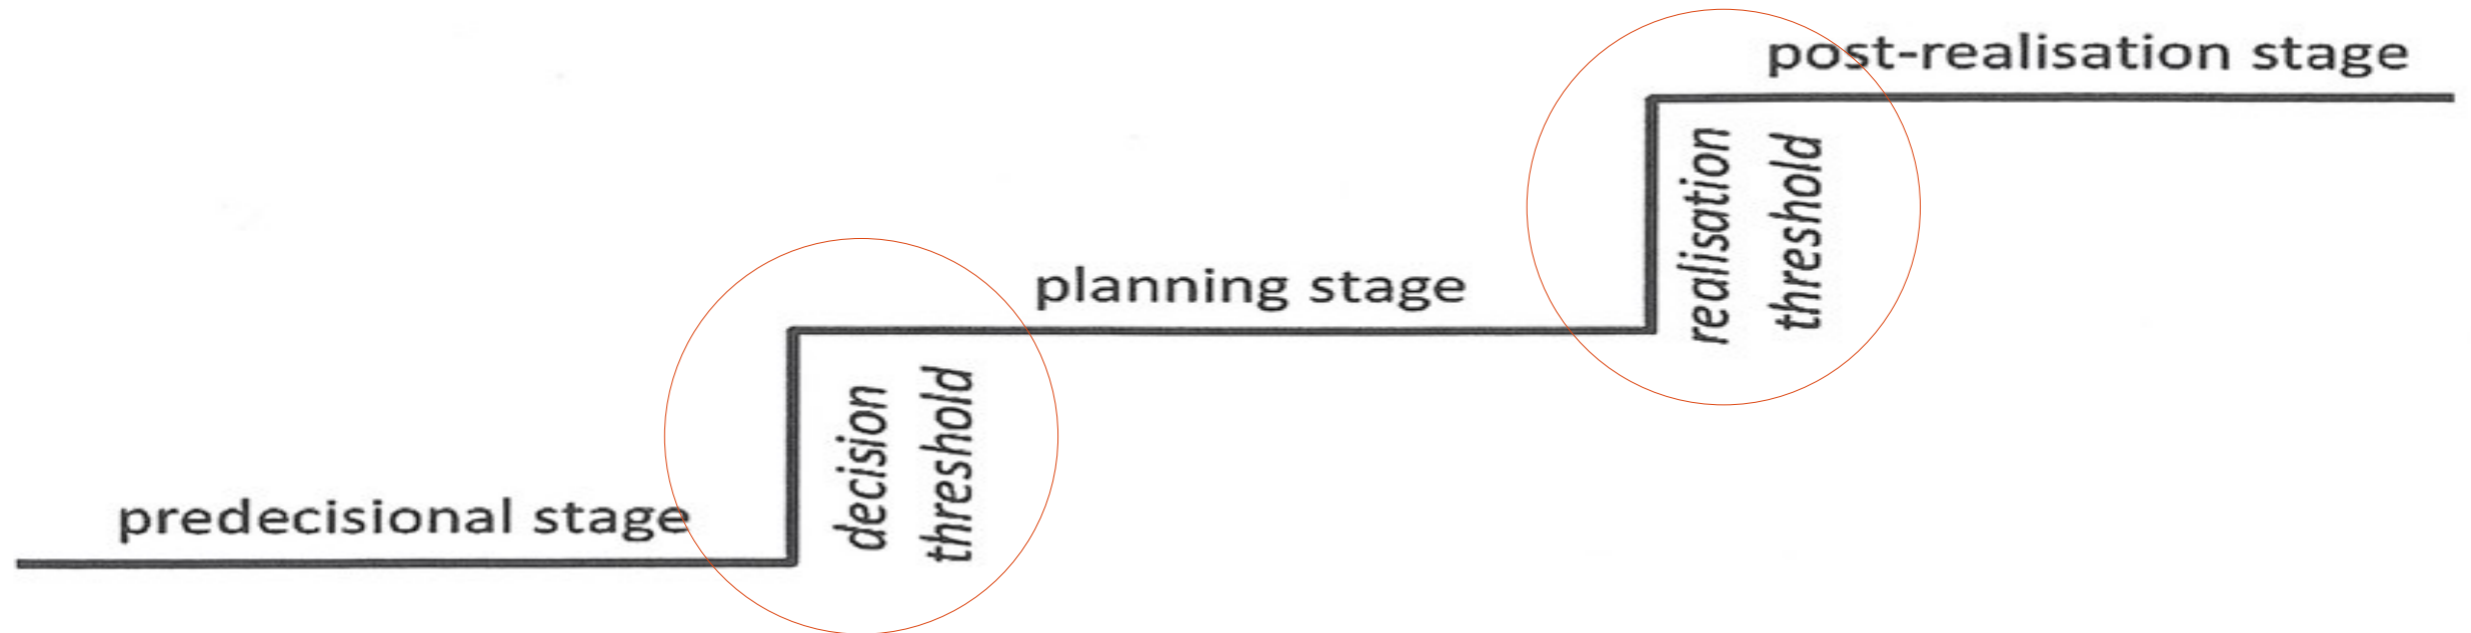 post-realisation stage
realisation
threshold
planning stage
decision
threshold
predecisional stage